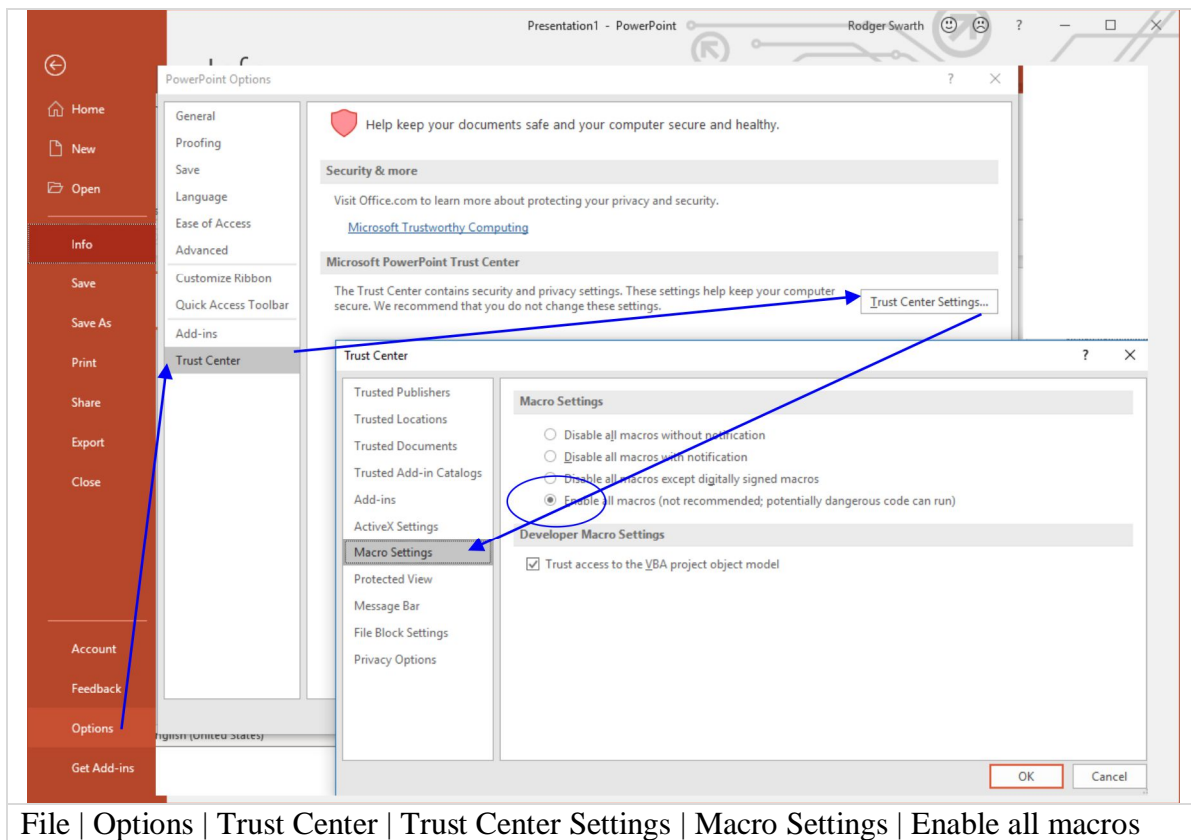 Presentation1 - PowerPoint
Rodger Swarth
?
Home
New
Open
Info
Save
Save As
Print
Share
Export
Close
Account
Feedback
Options
Get Add-ins
PowerPoint Options
?
General
Proofing
Save
Language
Ease of Access
Advanced
Customize Ribbon
Quick Access Toolbar
Add-ins
Trust Center
Help keep your documents safe and your computer secure and healthy.
Security & more
Visit Office.com to learn more about protecting your privacy and security.
Microsoft Trustworthy Computing
Microsoft PowerPoint Trust Center
The Trust Center contains security and privacy settings. These settings help keep your computer
secure. We recommend that you do not change these settings.
Trust Center Settings...
Trust Center
?
Trusted Publishers
Trusted Locations
Trusted Documents
Trusted Add-in Catalogs
Add-ins
ActiveX Settings
Macro Settings
Protected View
Message Bar
File Block Settings
Privacy Options
Macro Settings
Disable all macros without notification
Disable all macros with notification
Disable all macros except digitally signed macros
Enable all macros (not recommended; potentially dangerous code can run)
Developer Macro Settings
Trust access to the VBA project object model
OK
Cancel
(United States)
File | Options | Trust Center | Trust Center Settings | Macro Settings | Enable all macros